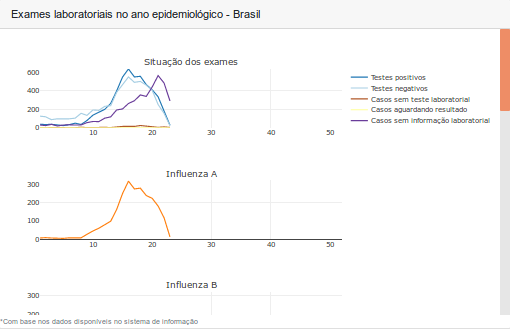 Exames laboratoriais no ano epidemiológico - Brasil
Situação dos exames
600
400
200
0
10
20
30
40
50
Testes positivos
Testes negativos
Casos sem teste laboratorial
Casos aguardando resultado
Casos sem informação laboratorial
Influenza A
300
200
100
0
10
20
30
40
50
Influenza B
300
200
*Com base nos dados disponíveis no sistema de informação